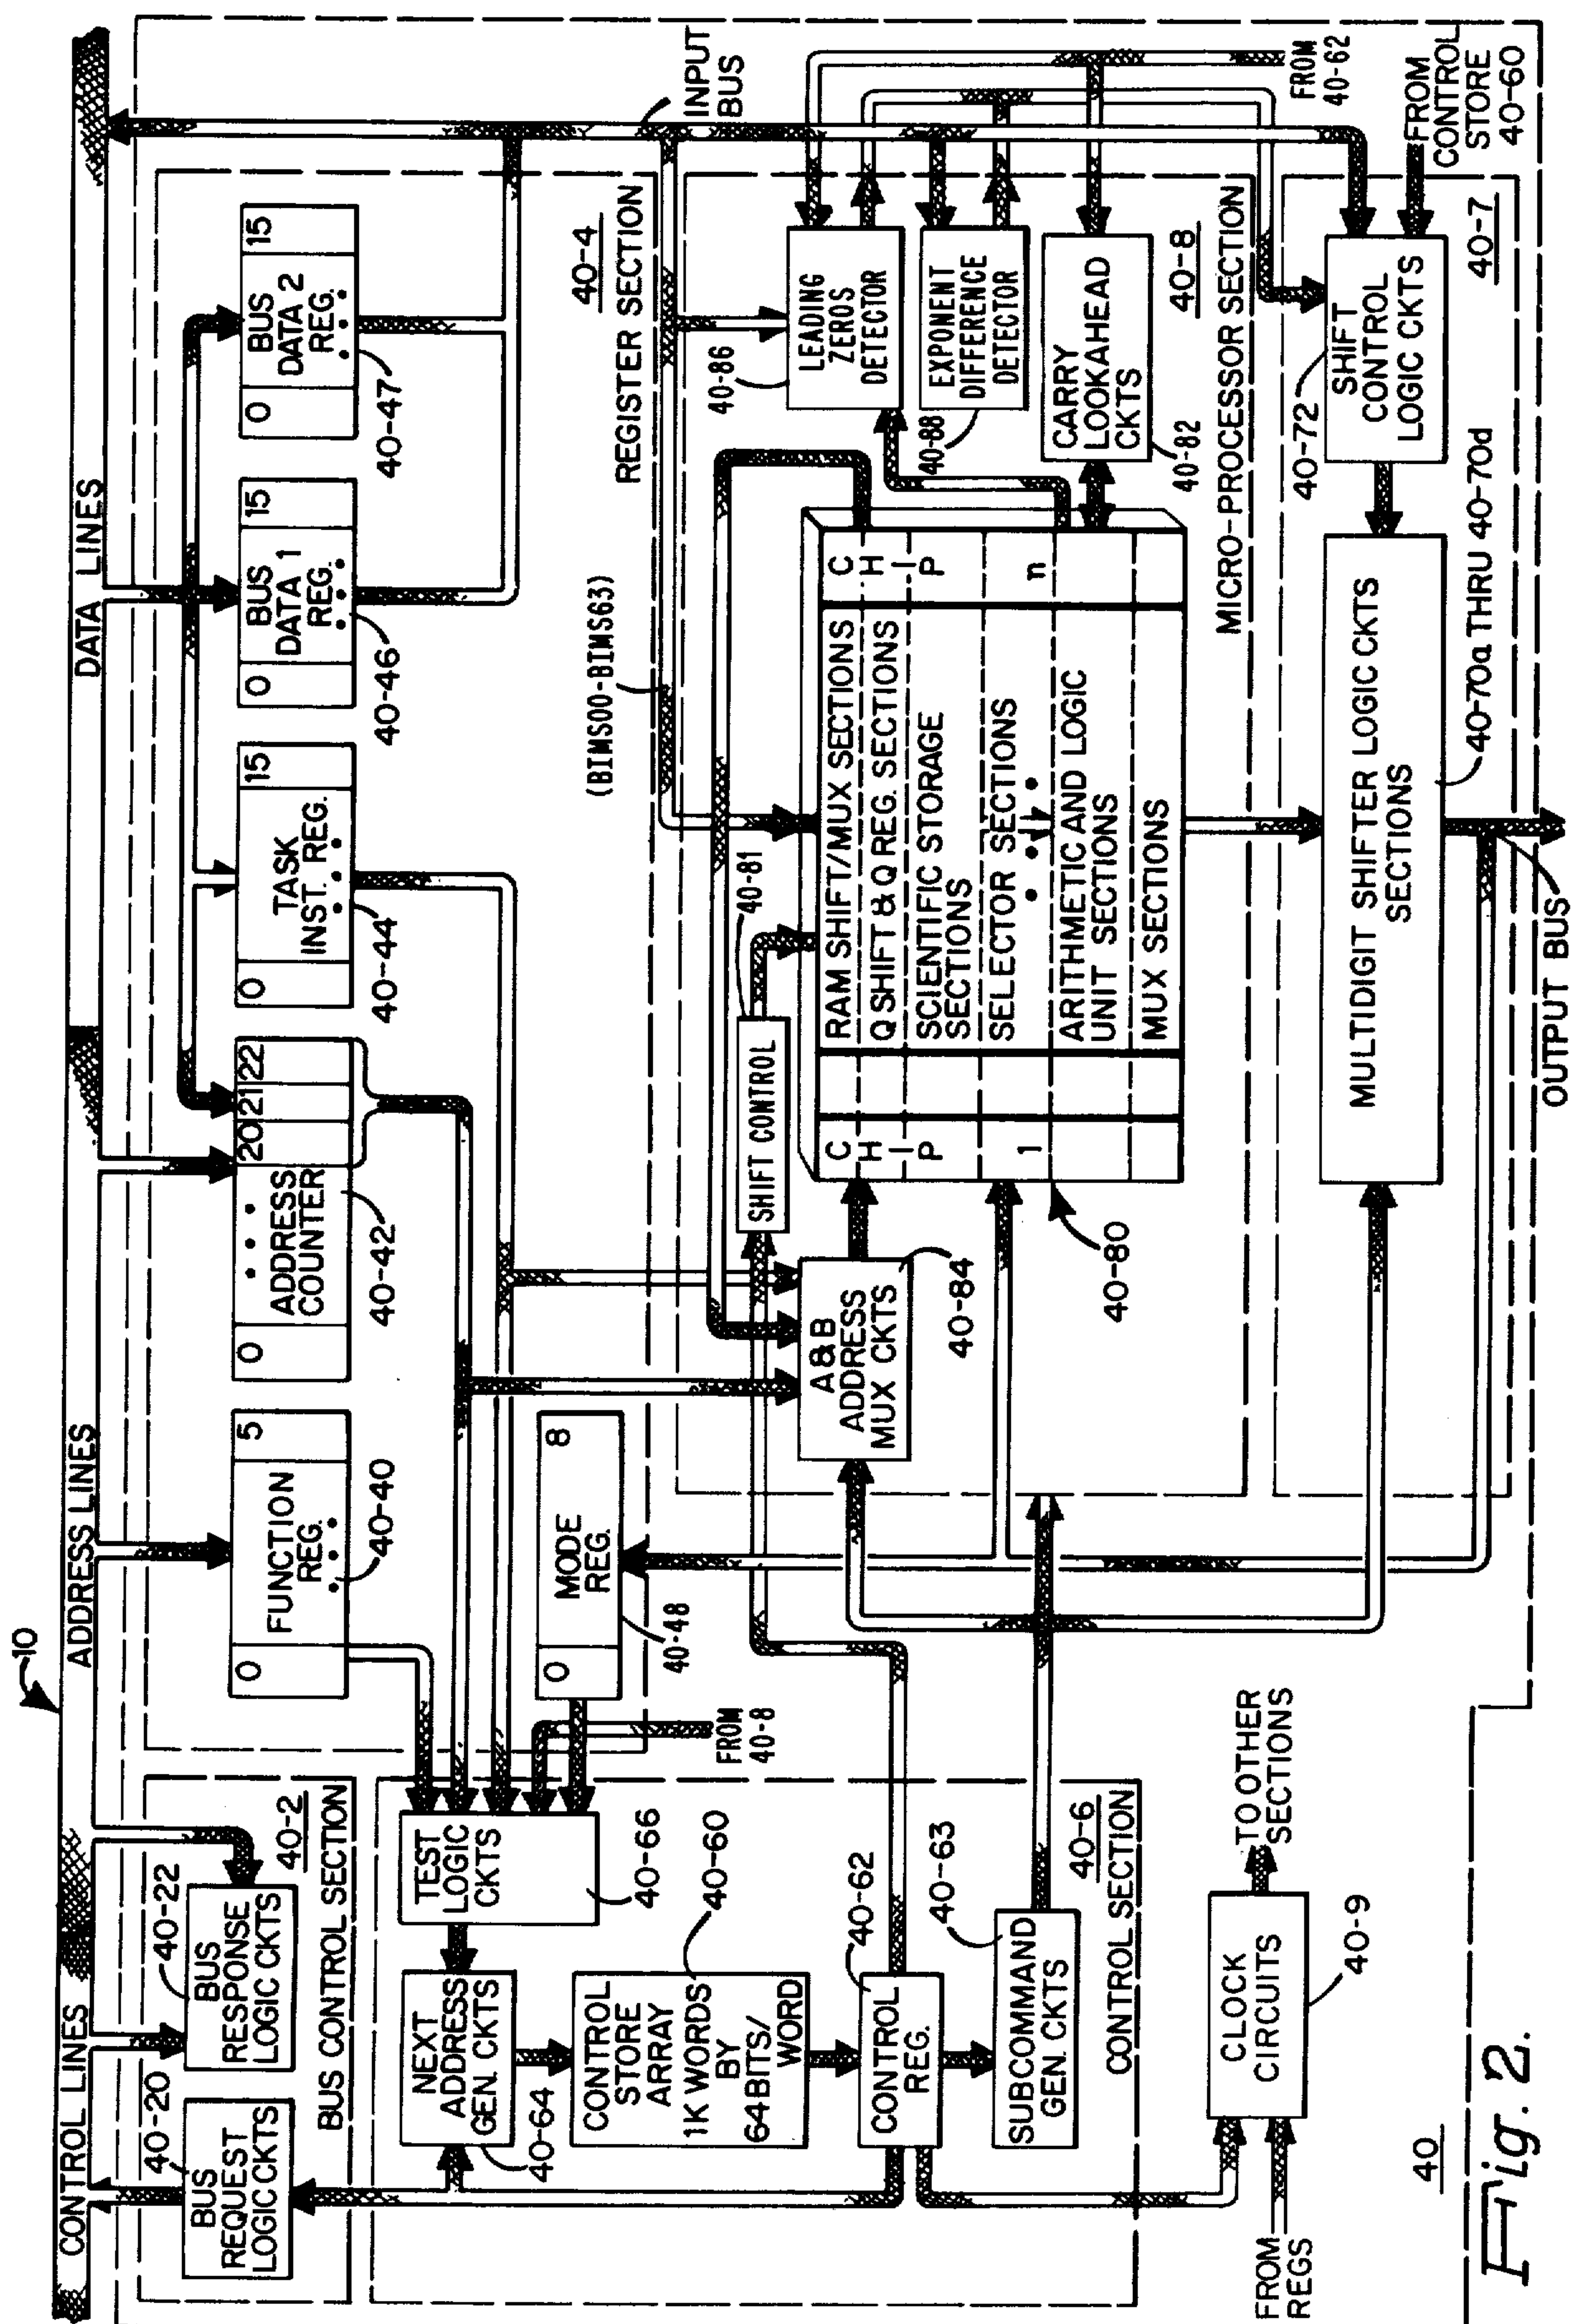 10
CONTROL LINES
ADDRESS LINES
DATA LINES
BUS
REQUEST
LOGIC CKTS
40-20
BUS
RESPONSE
LOGIC CKTS
40-22
40-2
BUS CONTROL SECTION
0
FUNCTION
REG.
5
40-40
0
ADDRESS
COUNTER
20
21
22
40-42
0
TASK
INST. REG.
15
40-44
0
BUS
DATA 1
REG.
15
40-46
0
BUS
DATA 2
REG.
15
40-47
INPUT
BUS
0
MODE
REG.
8
40-48
40-4
REGISTER SECTION
FROM
40-8
TEST
LOGIC
CKTS
40-66
NEXT
ADDRESS
GEN. CKTS
40-64
CONTROL
STORE
ARRAY
1K WORDS
BY
64 BITS/
WORD
40-60
CONTROL
REG.
40-62
SUBCOMMAND
GEN. CKTS
40-63
40-6
CONTROL SECTION
(BIMS00-BIMS63)
SHIFT CONTROL
40-81
A&B
ADDRESS
MUX CKTS
40-84
C
H
I
P
1
RAM SHIFT/MUX SECTIONS
Q SHIFT & Q REG. SECTIONS
SCIENTIFIC STORAGE
SECTIONS
SELECTOR SECTIONS
ARITHMETIC AND LOGIC
UNIT SECTIONS
MUX SECTIONS
C
H
I
P
n
40-80
LEADING
ZEROS
DETECTOR
40-86
EXPONENT
DIFFERENCE
DETECTOR
40-88
CARRY
LOOKAHEAD
CKTS
40-82
40-8
MICRO-PROCESSOR SECTION
FROM
40-62
FROM
CONTROL
STORE
40-60
SHIFT
CONTROL
LOGIC CKTS
40-72
40-7
MULTIDIGIT SHIFTER LOGIC CKTS
SECTIONS
40-70a THRU 40-70d
OUTPUT BUS
CLOCK
CIRCUITS
40-9
TO OTHER
SECTIONS
FROM
REGS
40
Fig. 2.